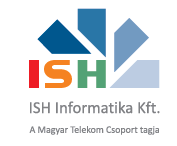 ISH
ISH Informatika Kft.
A Magyar Telekom Csoport tagja